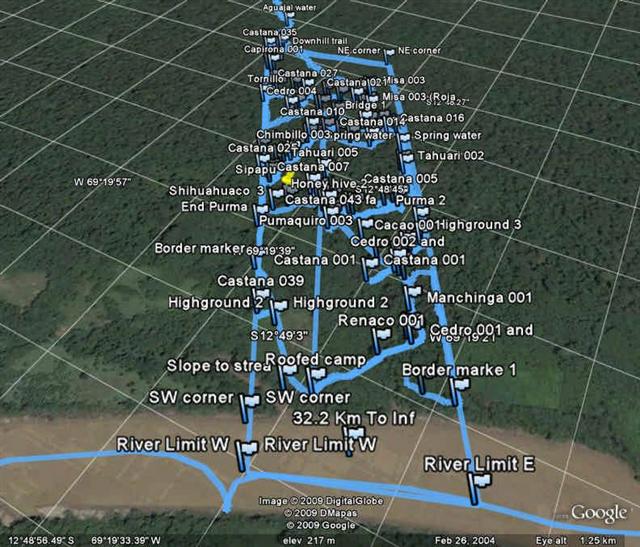 Aguajal water
Castana 035
Downhill trail
Capirona 001
NE corner
NE corner
Castana 027
Tornillo
Castana 021
Misa 003
Cedro 004
Misa 003 (Roja
S12°48'27"
Bridge
Castana 010
Castana 014
Castana 016
Chimbillo 003
Spring water
Spring water
Castana 025
Tahuari 005
Tahuari 002
Sipapu
Castana 007
W 69°19'57"
Honey hive
Castana 005
Shihuahuaco 3
S12°48'45"
Castana 043 fa
Purma 2
End Purma
Pumaquiro 003
Cacao 001
Highground 3
Border marker
69°19'39"
Cedro 002 and
Castana 001
Castana 001
Castana 039
Manchinga 001
Highground 2
Highground 2
Renaco 001
S12°49'3"
Cedro 001 and
W 69°19'21"
Slope to strea
Roofed camp
Border marke 1
SW corner
SW corner
32.2 Km To Inf
River Limit W
River Limit W
River Limit E
Image © 2009 DigitalGlobe
© 2009 DMapas
© 2009 Google
Google
12°48'56.49" S
69°19'33.39" W
elev 217 m
Feb 26, 2004
Eye alt 1.25 km